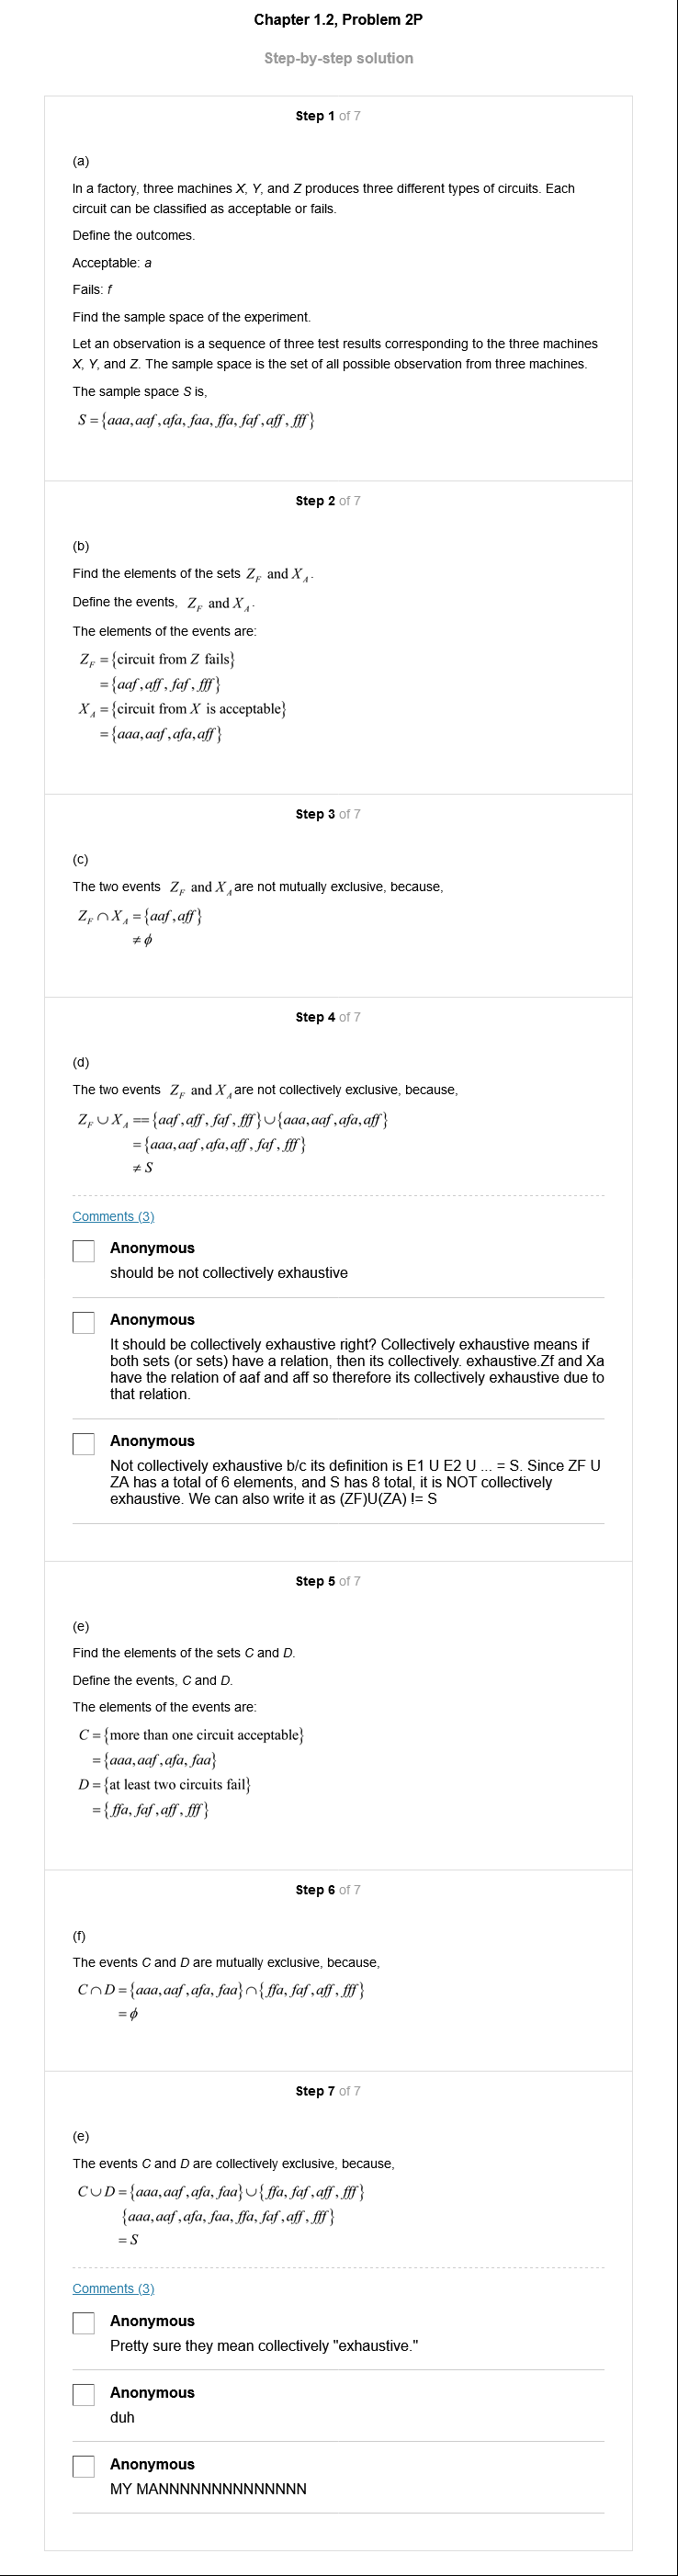 Chapter 1.2, Problem 2P
Step-by-step solution
Step 1 of 7
(a)
In a factory, three machines X, Y, and Z produces three different types of circuits. Each
circuit can be classified as acceptable or fails.
Define the outcomes.
Acceptable: a
Fails: f
Find the sample space of the experiment.
Let an observation is a sequence of three test results corresponding to the three machines
X, Y, and Z. The sample space is the set of all possible observation from three machines.
The sample space S is,
S = {aaa, aaf, afa, faa, ffa, faf, aff, fff}
Step 2 of 7
(b)
Find the elements of the sets Z_F and X_A.
Define the events, Z_F and X_A.
The elements of the events are:
Z_F = {circuit from Z fails}
= {aaf, aff, faf, fff}
X_A = {circuit from X is acceptable}
= {aaa, aaf, afa, aff}
Step 3 of 7
(c)
The two events Z_F and X_A are not mutually exclusive, because,
Z_F ∩ X_A = {aaf, aff}
≠ ϕ
Step 4 of 7
(d)
The two events Z_F and X_A are not collectively exclusive, because,
Z_F ∪ X_A == {aaf, aff, faf, fff} ∪ {aaa, aaf, afa, aff}
= {aaa, aaf, afa, aff, faf, fff}
≠ S
Comments (3)
Anonymous
should be not collectively exhaustive
Anonymous
It should be collectively exhaustive right? Collectively exhaustive means if
both sets (or sets) have a relation, then its collectively. exhaustive.Zf and Xa
have the relation of aaf and aff so therefore its collectively exhaustive due to
that relation.
Anonymous
Not collectively exhaustive b/c its definition is E1 U E2 U ... = S. Since ZF U
ZA has a total of 6 elements, and S has 8 total, it is NOT collectively
exhaustive. We can also write it as (ZF)U(ZA) != S
Step 5 of 7
(e)
Find the elements of the sets C and D.
Define the events, C and D.
The elements of the events are:
C = {more than one circuit acceptable}
= {aaa, aaf, afa, faa}
D = {at least two circuits fail}
= {ffa, faf, aff, fff}
Step 6 of 7
(f)
The events C and D are mutually exclusive, because,
C ∩ D = {aaa, aaf, afa, faa} ∩ {ffa, faf, aff, fff}
= ϕ
Step 7 of 7
(e)
The events C and D are collectively exclusive, because,
C ∪ D = {aaa, aaf, afa, faa} ∪ {ffa, faf, aff, fff}
{aaa, aaf, afa, faa, ffa, faf, aff, fff}
= S
Comments (3)
Anonymous
Pretty sure they mean collectively "exhaustive."
Anonymous
duh
Anonymous
MY MANNNNNNNNNNNNNN